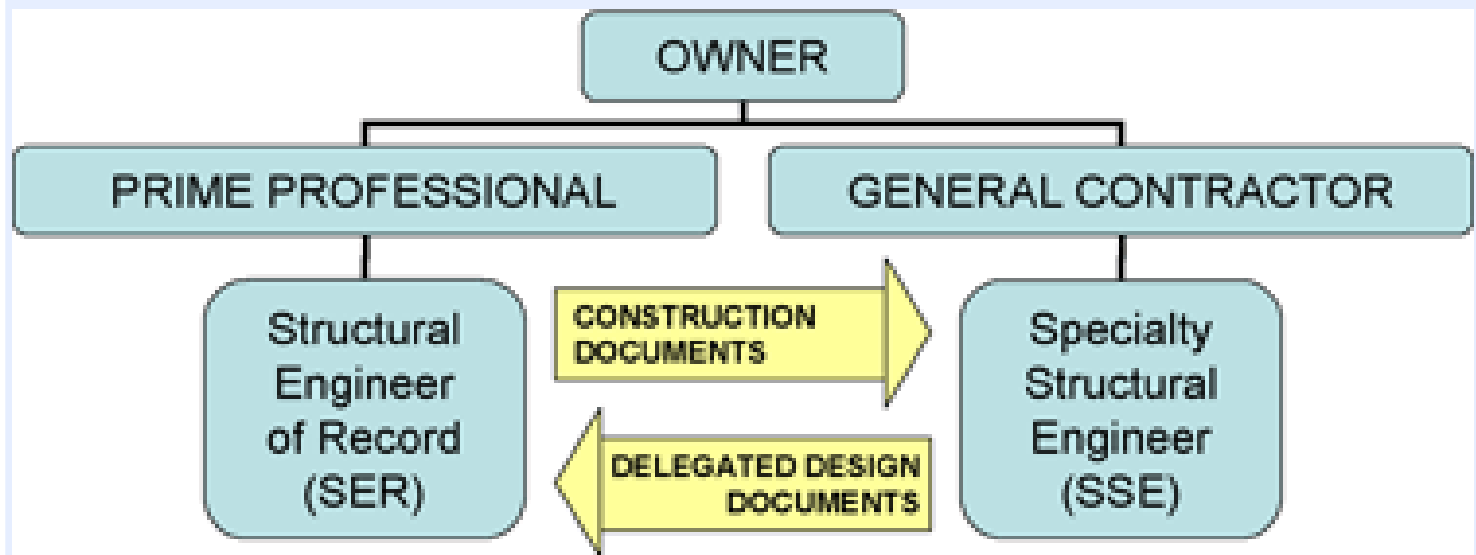 OWNER
PRIME PROFESSIONAL
GENERAL CONTRACTOR
Structural
Engineer
of Record
(SER)
CONSTRUCTION
DOCUMENTS
DELEGATED DESIGN
DOCUMENTS
Specialty
Structural
Engineer
(SSE)